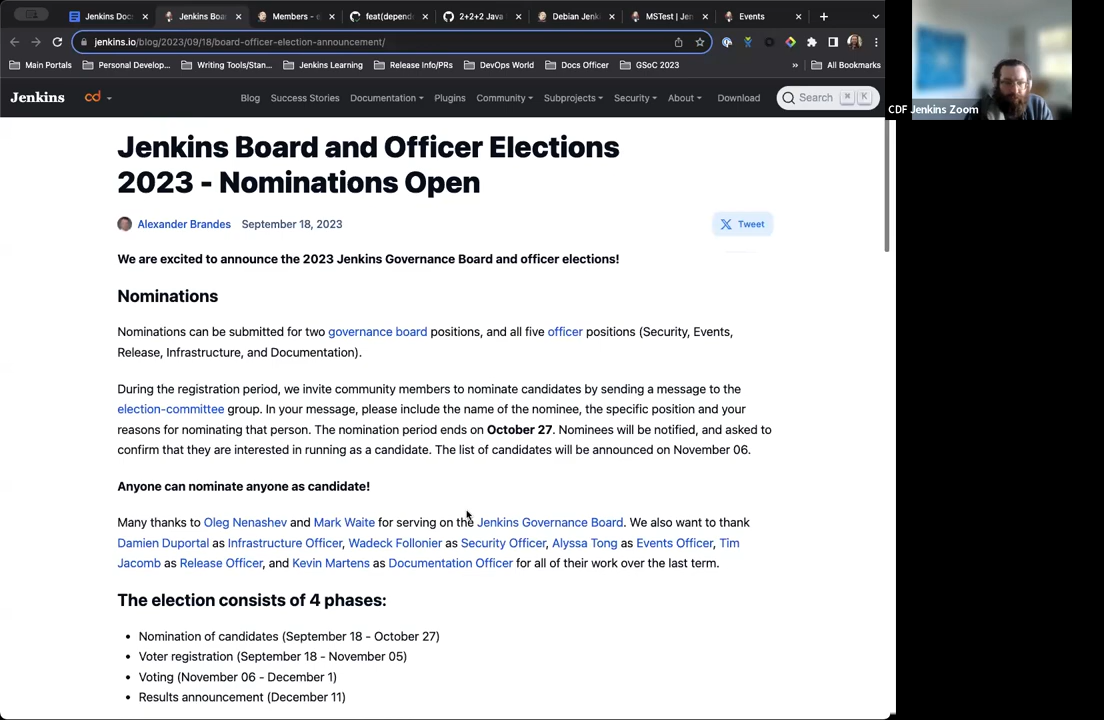 Jenkins Doc:
Jenkins Boa
Members - e
feat(depend
2+2+2 Java
Debian Jenk
MSTest | Jen
Events
jenkins.io/blog/2023/09/18/board-officer-election-announcement/
Main Portals
Personal Develop...
Writing Tools/Stan...
Jenkins Learning
Release Info/PRs
DevOps World
Docs Officer
GSoC 2023
»
All Bookmarks
CDF Jenkins Zoom
Jenkins
cd
Blog
Success Stories
Documentation
Plugins
Community
Subprojects
Security
About
Download
Search ⌘ K
Jenkins Board and Officer Elections
2023 - Nominations Open
Alexander Brandes September 18, 2023
Tweet
We are excited to announce the 2023 Jenkins Governance Board and officer elections!
Nominations
Nominations can be submitted for two governance board positions, and all five officer positions (Security, Events,
Release, Infrastructure, and Documentation).
During the registration period, we invite community members to nominate candidates by sending a message to the
election-committee group. In your message, please include the name of the nominee, the specific position and your
reasons for nominating that person. The nomination period ends on October 27. Nominees will be notified, and asked to
confirm that they are interested in running as a candidate. The list of candidates will be announced on November 06.
Anyone can nominate anyone as candidate!
Many thanks to Oleg Nenashev and Mark Waite for serving on the Jenkins Governance Board. We also want to thank
Damien Duportal as Infrastructure Officer, Wadeck Follonier as Security Officer, Alyssa Tong as Events Officer, Tim
Jacomb as Release Officer, and Kevin Martens as Documentation Officer for all of their work over the last term.
The election consists of 4 phases:
• Nomination of candidates (September 18 - October 27)
• Voter registration (September 18 - November 05)
• Voting (November 06 - December 1)
• Results announcement (December 11)